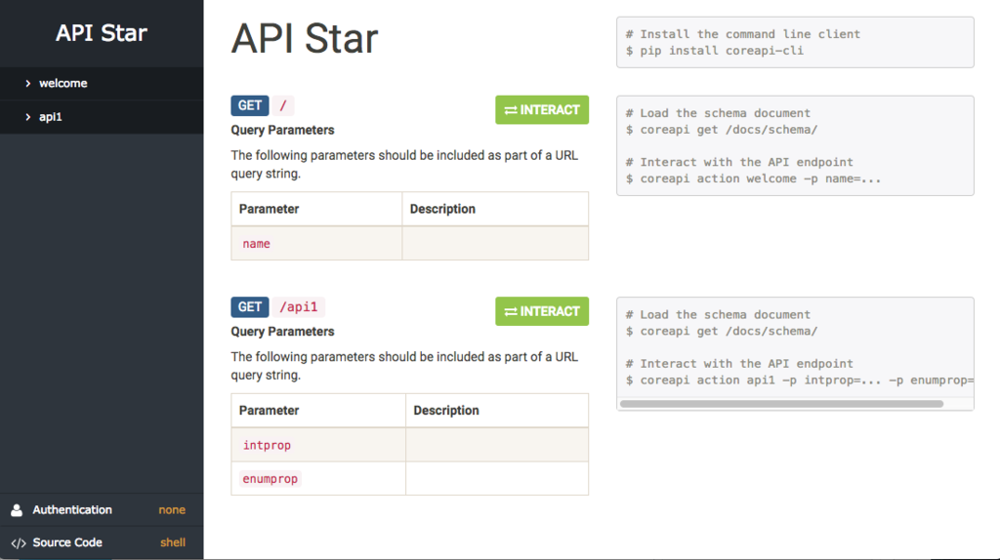 API Star
welcome
api1
Authentication none
Source Code shell
API Star
GET / INTERACT
Query Parameters
The following parameters should be included as part of a URL
query string.
Parameter Description
name
GET /api1 INTERACT
Query Parameters
The following parameters should be included as part of a URL
query string.
Parameter Description
intprop
enumprop
# Install the command line client
$ pip install coreapi-cli
# Load the schema document
$ coreapi get /docs/schema/
# Interact with the API endpoint
$ coreapi action welcome -p name=...
# Load the schema document
$ coreapi get /docs/schema/
# Interact with the API endpoint
$ coreapi action api1 -p intprop=... -p enumprop=